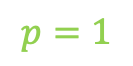 p = 1